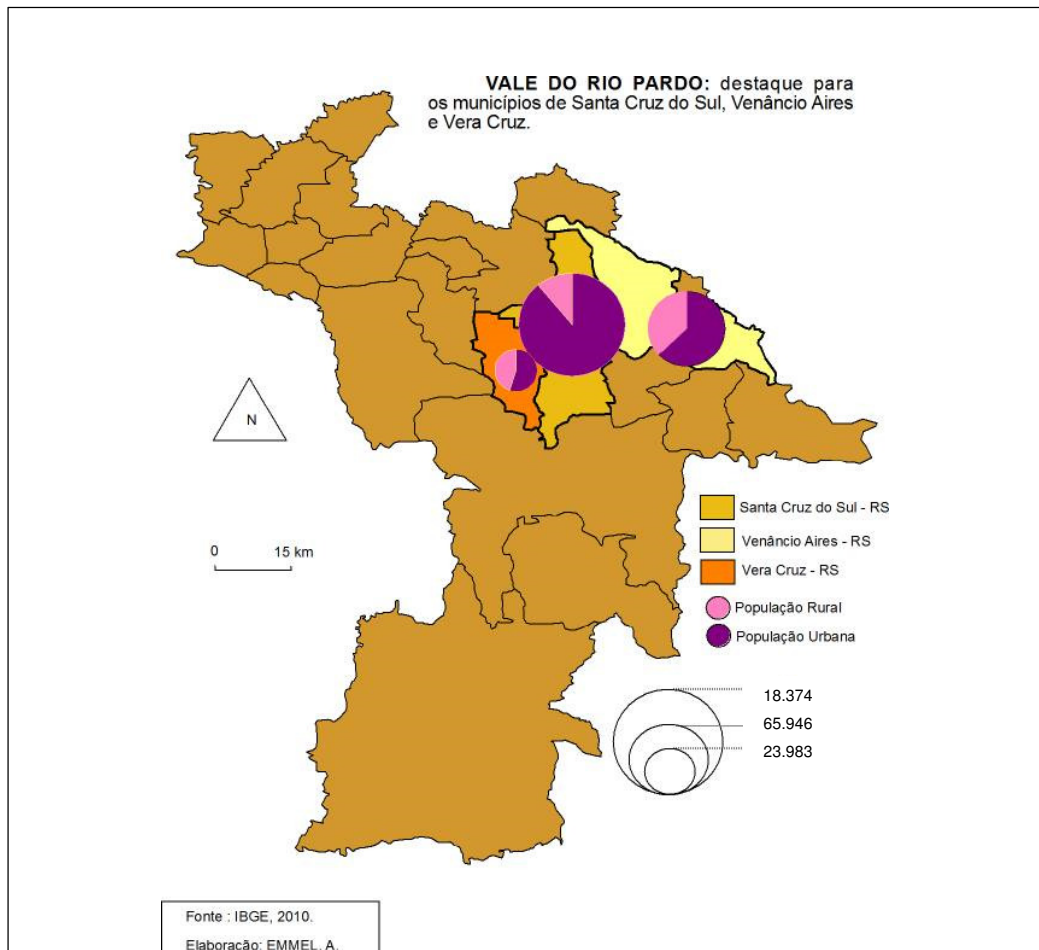 VALE DO RIO PARDO: destaque para
os municípios de Santa Cruz do Sul, Venâncio Aires
e Vera Cruz.
N
0 15 km
Santa Cruz do Sul - RS
Venâncio Aires - RS
Vera Cruz - RS
População Rural
População Urbana
18.374
65.946
23.983
Fonte : IBGE, 2010.
Elaboração: EMMEL, A.